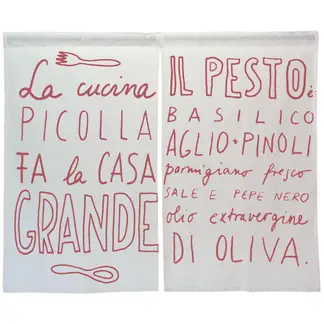 La cucina
PICOLLA
FA la CASA
GRANDE
IL PESTO è
BASILICO
AGLIO • PINOLI
parmigiano fresco
SALE E PEPE NERO
olio extravergine
DI OLIVA.